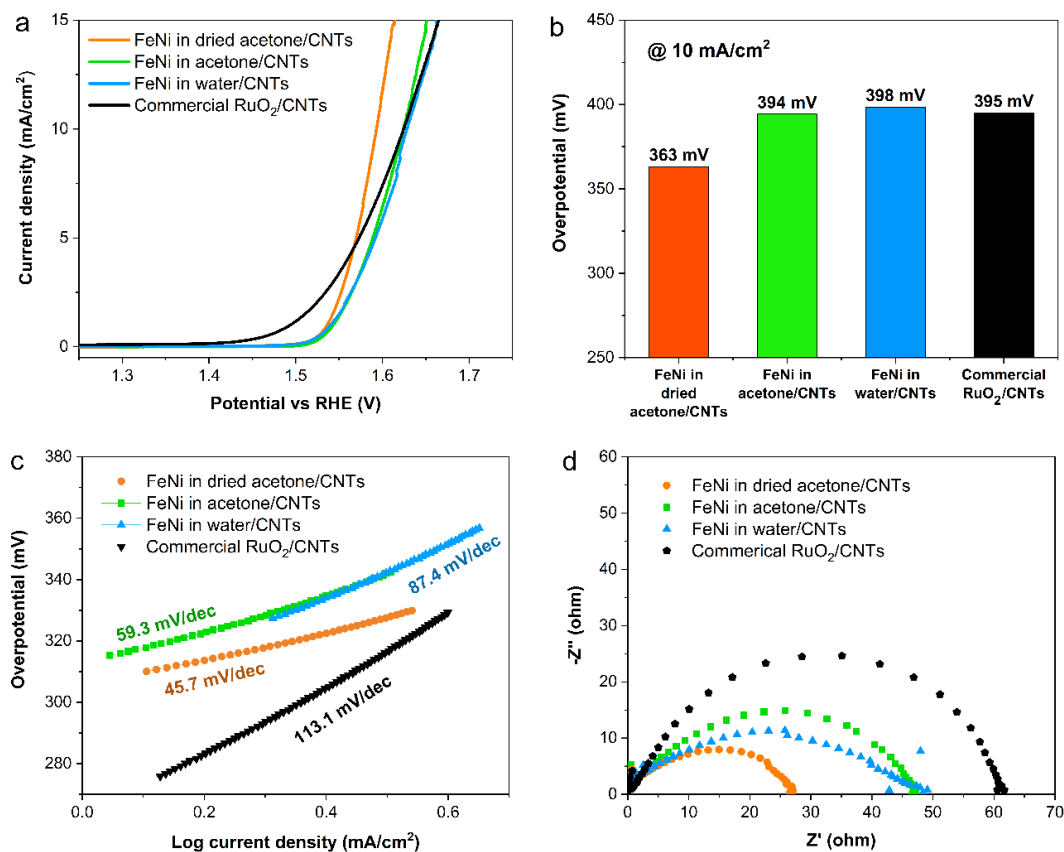 a
15
10
5
0
Current density (mA/cm²)
FeNi in dried acetone/CNTs
FeNi in acetone/CNTs
FeNi in water/CNTs
Commercial RuO₂/CNTs
1.3 1.4 1.5 1.6 1.7
Potential vs RHE (V)
b
450
400
350
300
250
Overpotential (mV)
@ 10 mA/cm²
363 mV
394 mV
398 mV
395 mV
FeNi in
dried
acetone/CNTs
FeNi in
acetone/CNTs
FeNi in
water/CNTs
Commercial
RuO₂/CNTs
c
380
360
340
320
300
270
Overpotential (mV)
FeNi in dried acetone/CNTs
FeNi in acetone/CNTs
FeNi in water/CNTs
Commercial RuO₂/CNTs
59.3 mV/dec
87.4 mV/dec
45.7 mV/dec
113.1 mV/dec
0.0 0.2 0.4 0.6
Log current density (mA/cm²)
d
60
50
40
30
20
10
0
-Z" (ohm)
FeNi in dried acetone/CNTs
FeNi in acetone/CNTs
FeNi in water/CNTs
Commerical RuO₂/CNTs
0 10 20 30 40 50 60 70
Z' (ohm)